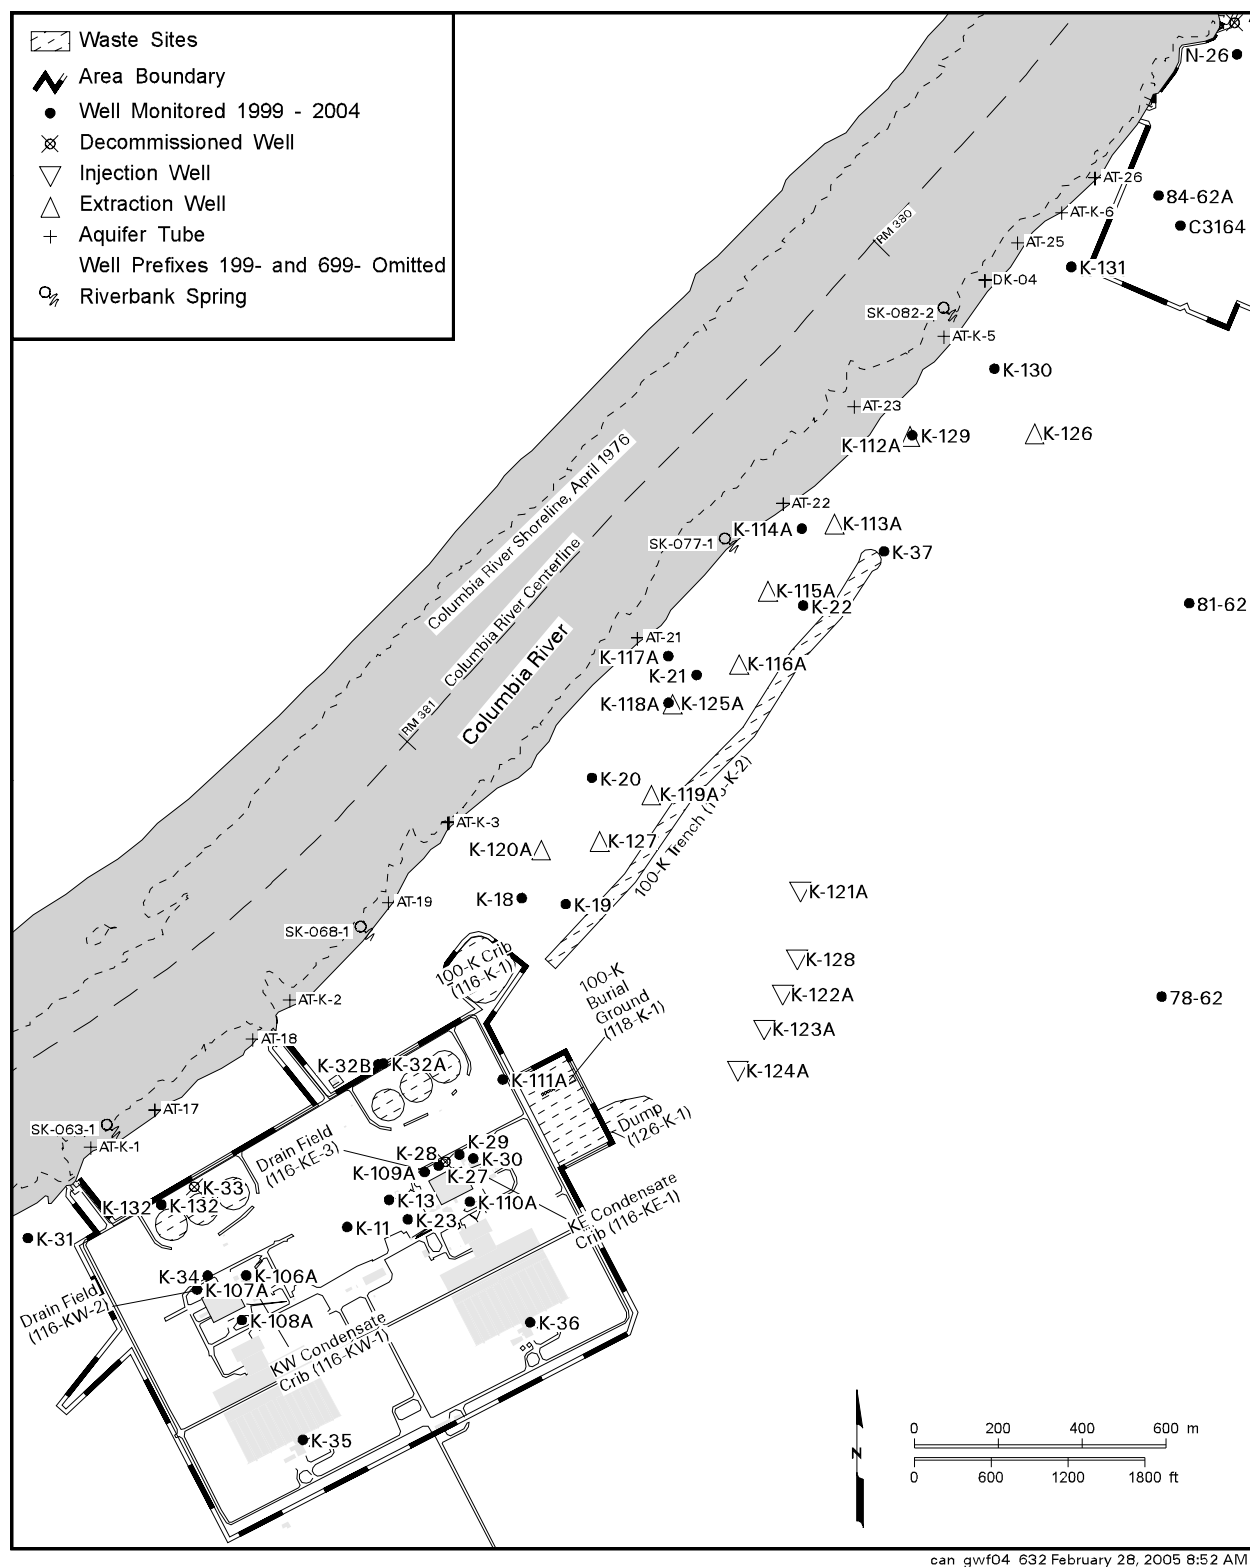 Waste Sites
Area Boundary
Well Monitored 1999 - 2004
Decommissioned Well
Injection Well
Extraction Well
Aquifer Tube
Well Prefixes 199- and 699- Omitted
Riverbank Spring
N-26
AT-26
84-62A
AT-K-6
C3164
RM 380
AT-25
K-131
DK-04
SK-082-2
AT-K-5
K-130
AT-23
K-112A
K-129
K-126
Columbia River Shoreline, April 1976
Columbia River Centerline
Columbia River
AT-22
K-114A
K-113A
SK-077-1
K-37
K-115A
K-22
81-62
AT-21
K-117A
K-21
K-116A
K-118A
K-125A
RM 381
K-20
K-119A
100-K Trench
K-2)
AT-K-3
K-120A
K-127
K-18
K-19
K-121A
AT-19
SK-068-1
100-K Crib
(116-K-1)
100-K
Burial
Ground
(118-K-1)
K-128
K-122A
78-62
AT-K-2
K-123A
AT-18
K-32B
K-32A
K-111A
K-124A
AT-17
SK-063-1
AT-K-1
Dump
(126-K-1)
Drain Field
(116-KE-3)
K-28
K-29
K-30
K-109A
K-27
K-33
K-132
K-132
K-13
K-110A
K-23
K-11
KE Condensate
Crib (116-KE-1)
K-31
K-34
K-106A
K-107A
Drain Field
(116-KW-2)
K-108A
K-36
KW Condensate
Crib (116-KW-1)
K-35
N
0 200 400 600 m
0 600 1200 1800 ft
can_gwf04_632 February 28, 2005 8:52 AM